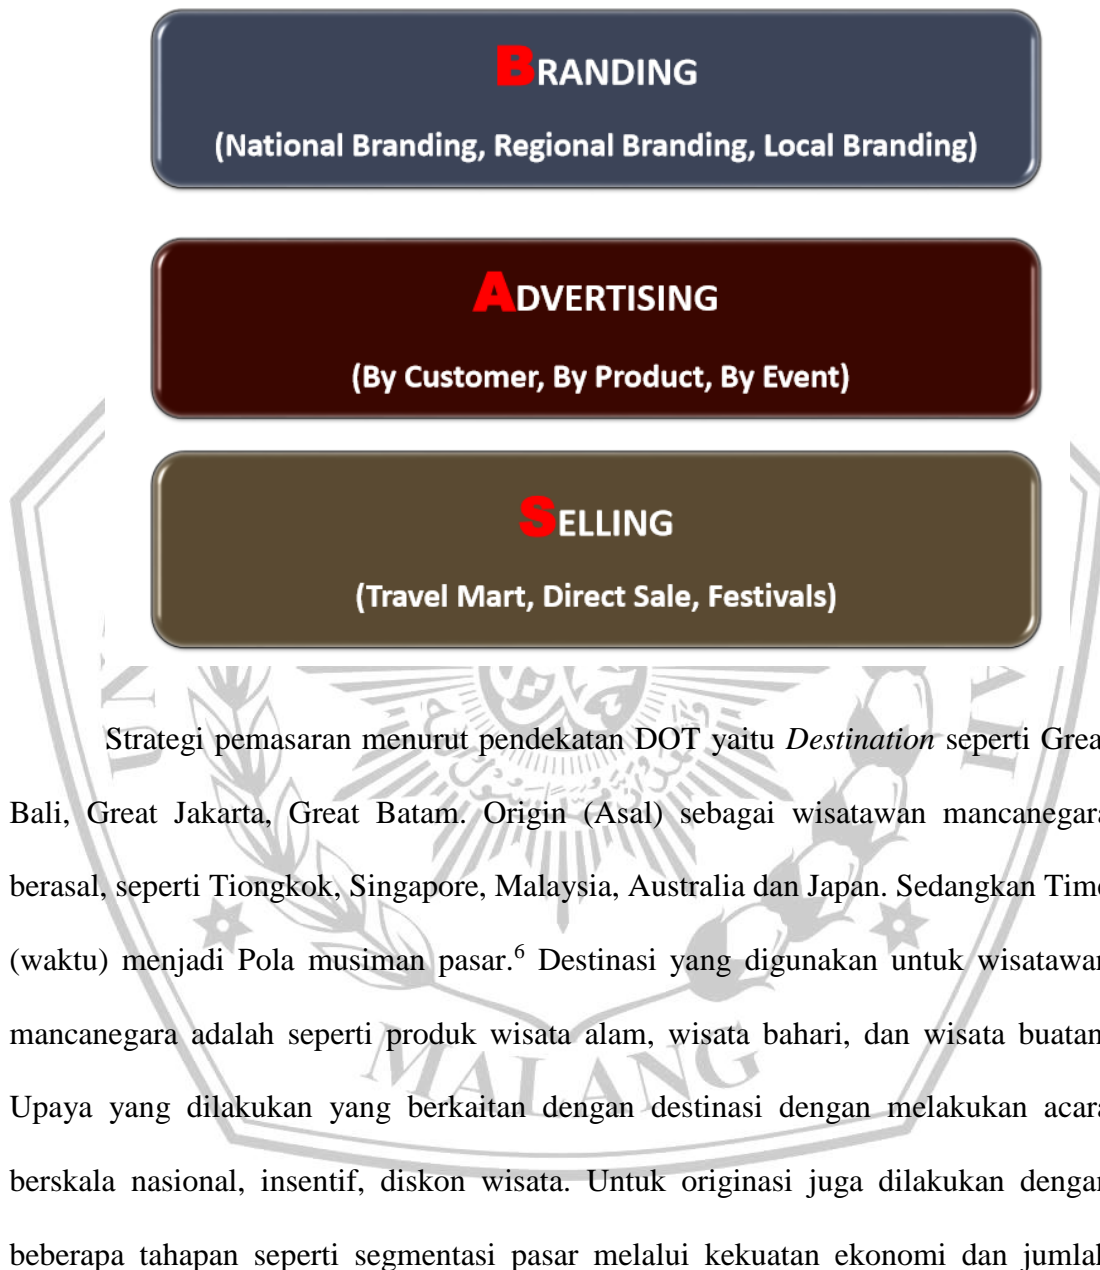 BRANDING
(National Branding, Regional Branding, Local Branding)
ADVERTISING
(By Customer, By Product, By Event)
SELLING
(Travel Mart, Direct Sale, Festivals)
Strategi pemasaran menurut pendekatan DOT yaitu Destination seperti Grea
Bali, Great Jakarta, Great Batam. Origin (Asal) sebagai wisatawan mancanegara
berasal, seperti Tiongkok, Singapore, Malaysia, Australia dan Japan. Sedangkan Time
(waktu) menjadi Pola musiman pasar.6 Destinasi yang digunakan untuk wisatawan
mancanegara adalah seperti produk wisata alam, wisata bahari, dan wisata buatan
Upaya yang dilakukan yang berkaitan dengan destinasi dengan melakukan acara
berskala nasional, insentif, diskon wisata. Untuk originasi juga dilakukan dengan
beberapa tahapan seperti segmentasi pasar melalui kekuatan ekonomi dan jumlah
MALANG